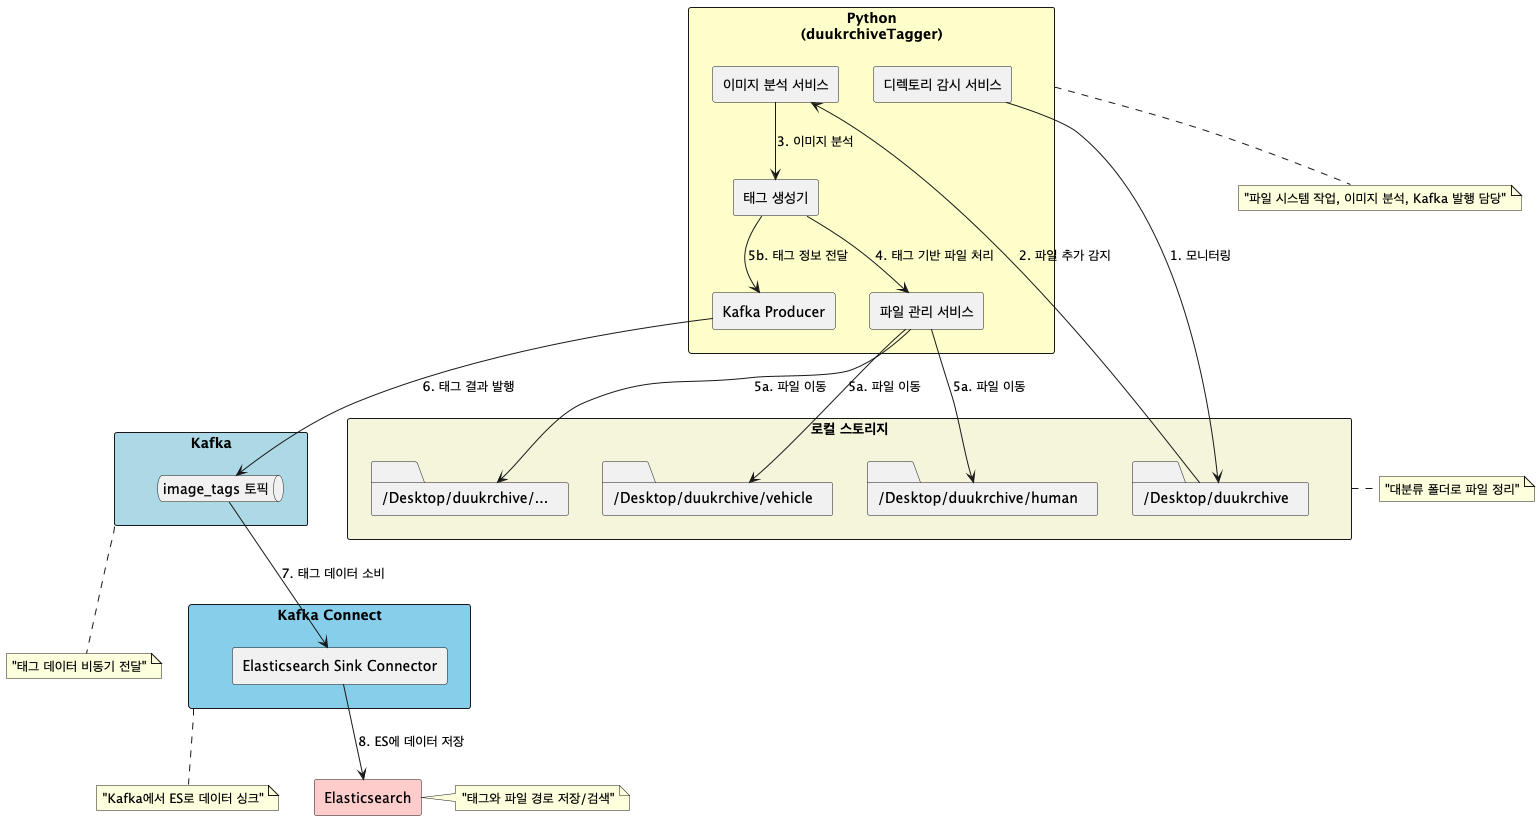 Python
(duukrchiveTagger)
이미지 분석 서비스
디렉토리 감시 서비스
3. 이미지 분석
태그 생성기
"파일 시스템 작업, 이미지 분석, Kafka 발행 담당"
5b. 태그 정보 전달
4. 태그 기반 파일 처리
2. 파일 추가 감지
1. 모니터링
Kafka Producer
파일 관리 서비스
6. 태그 결과 발행
5a. 파일 이동
5a. 파일 이동
5a. 파일 이동
로컬 스토리지
/Desktop/duukrchive/...
/Desktop/duukrchive/vehicle
/Desktop/duukrchive/human
/Desktop/duukrchive
"대분류 폴더로 파일 정리"
Kafka
image_tags 토픽
7. 태그 데이터 소비
"태그 데이터 비동기 전달"
Kafka Connect
Elasticsearch Sink Connector
8. ES에 데이터 저장
"Kafka에서 ES로 데이터 싱크"
Elasticsearch
"태그와 파일 경로 저장/검색"